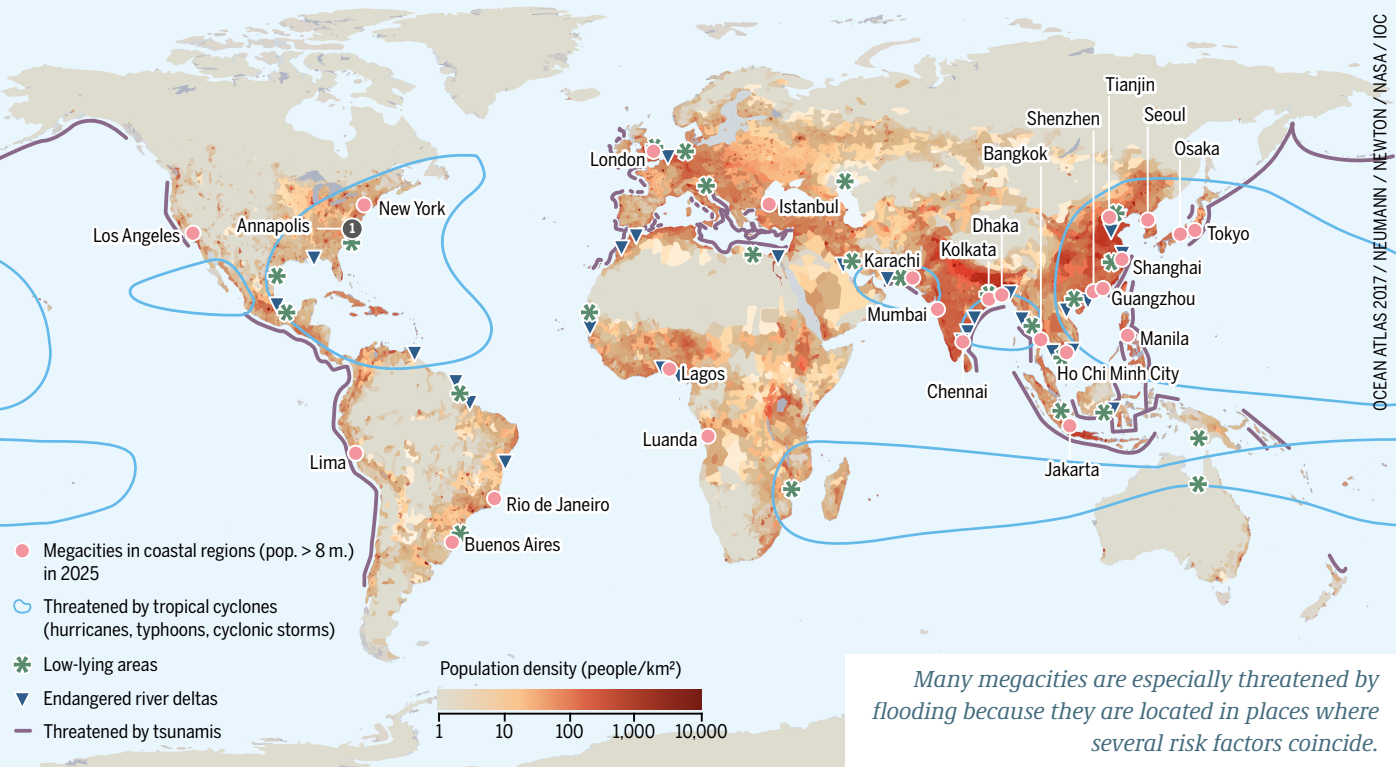 Tianjin
Shenzhen
Seoul
Bangkok
Osaka
London
Istanbul
New York
Annapolis
1
Los Angeles
Dhaka
Kolkata
Tokyo
Karachi
Shanghai
Guangzhou
Mumbai
Manila
Lagos
Ho Chi Minh City
Chennai
Luanda
Lima
Jakarta
Rio de Janeiro
Buenos Aires
Megacities in coastal regions (pop. > 8 m.)
in 2025
Threatened by tropical cyclones
(hurricanes, typhoons, cyclonic storms)
Low-lying areas
Endangered river deltas
Threatened by tsunamis
Population density (people/km²)
1 10 100 1,000 10,000
Many megacities are especially threatened by
flooding because they are located in places where
several risk factors coincide.
OCEAN ATLAS 2017 / NEUMANN / NEWTON / NASA / IOC